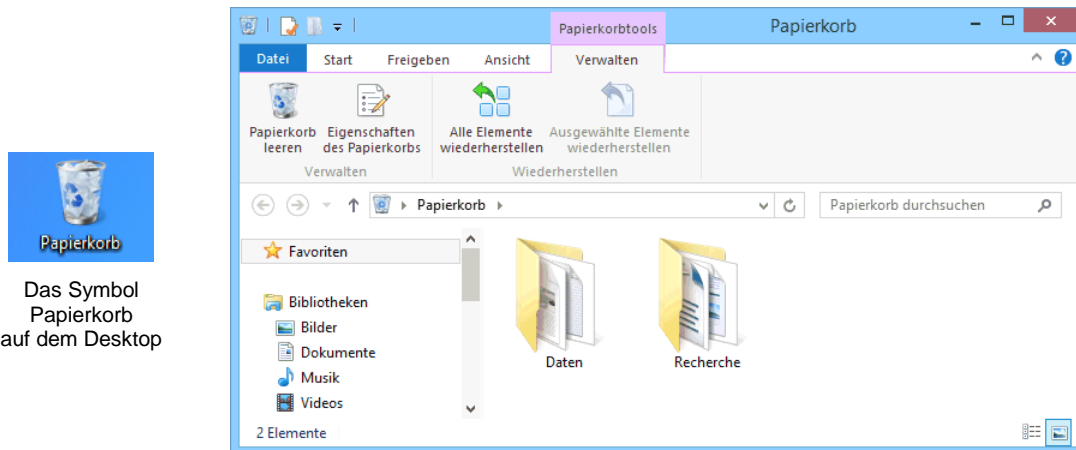 Papierkorb
Das Symbol
Papierkorb
auf dem Desktop
Papierkorbtools
Papierkorb
Datei Start Freigeben Ansicht Verwalten
Papierkorb Eigenschaften Alle Elemente Ausgewählte Elemente
leeren des Papierkorbs wiederherstellen wiederherstellen
Verwalten Wiederherstellen
Papierkorb
Papierkorb durchsuchen
Favoriten
Bibliotheken
Bilder
Dokumente
Musik
Videos
Daten Recherche
2 Elemente